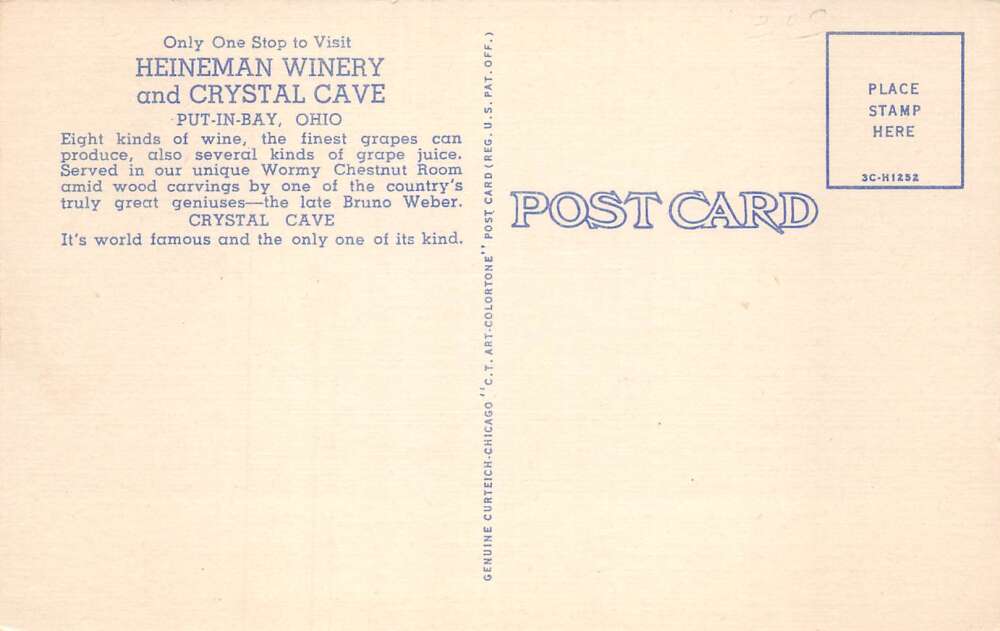 Only One Stop to Visit
HEINEMAN WINERY
and CRYSTAL CAVE
PUT-IN-BAY, OHIO
Eight kinds of wine, the finest grapes can
produce, also several kinds of grape juice.
Served in our unique Wormy Chestnut Room
amid wood carvings by one of the country's
truly great geniuses—the late Bruno Weber.
CRYSTAL CAVE
It's world famous and the only one of its kind.
GENUINE CURTEICH-CHICAGO "C.T. ART-COLORTONE" POST CARD (REG. U.S. PAT. OFF.)
POST CARD
PLACE
STAMP
HERE
3C-H1252